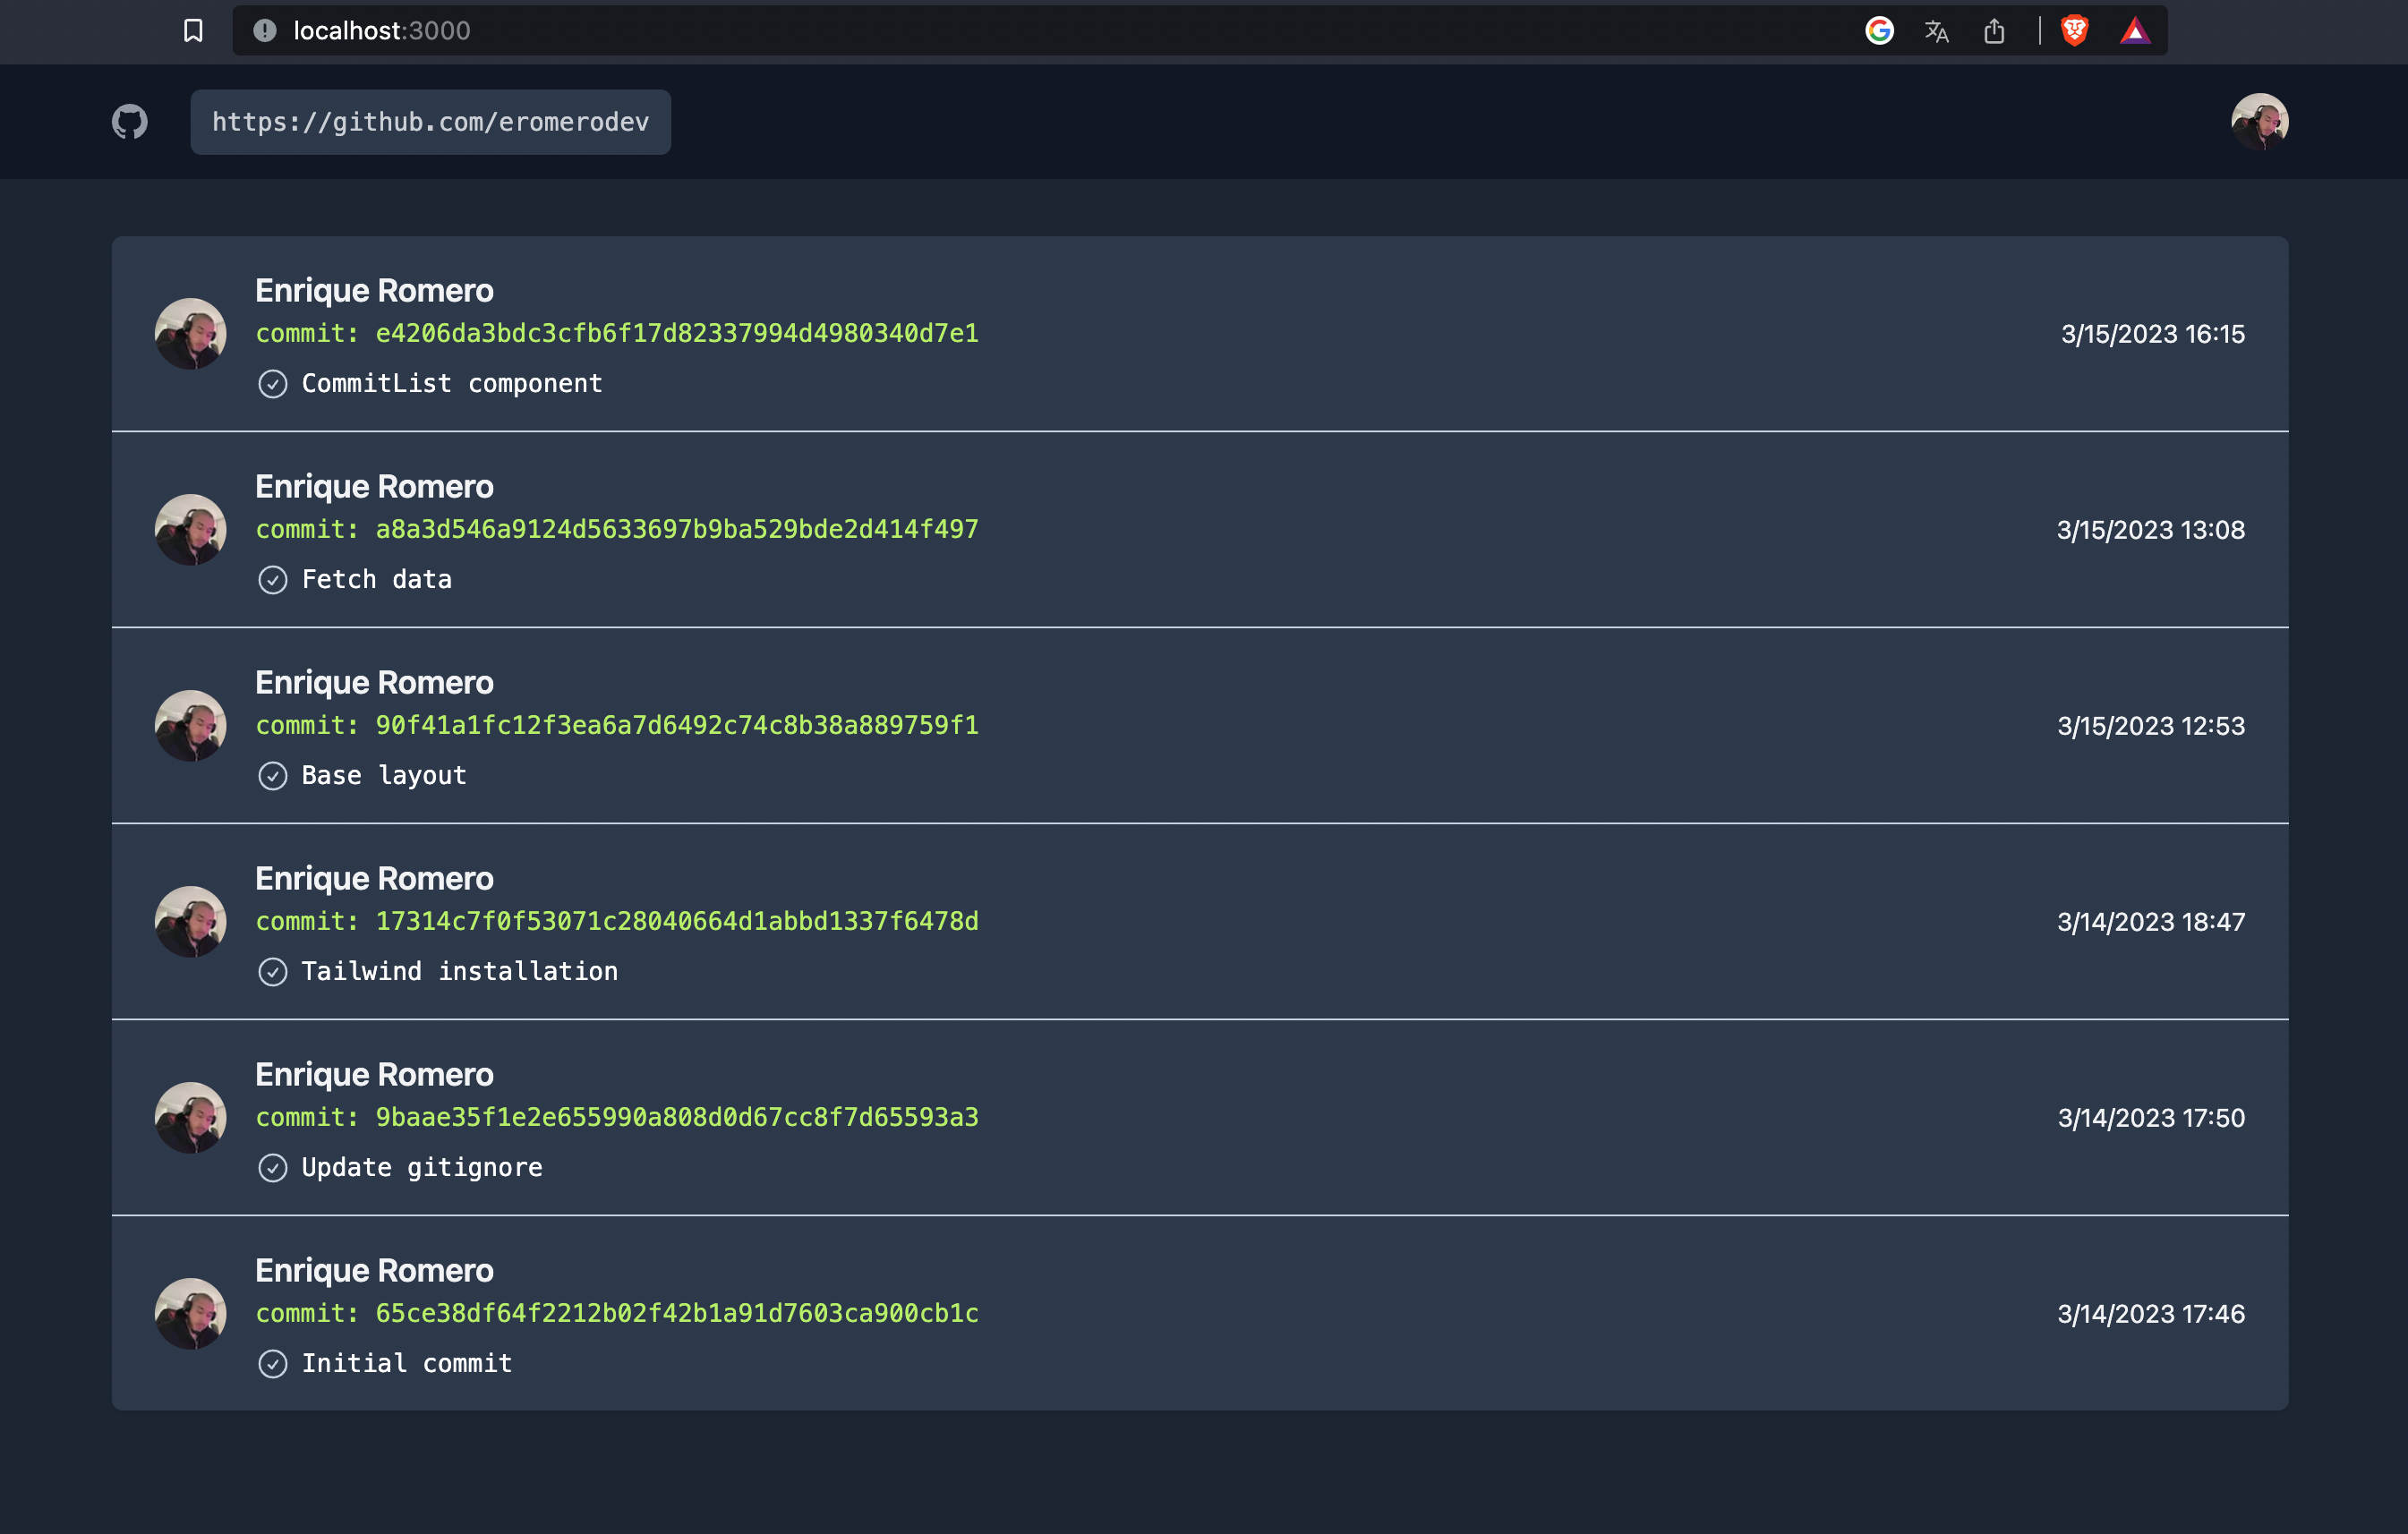 localhost:3000
https://github.com/eromerodev
Enrique Romero
commit: e4206da3bdc3cfb6f17d82337994d4980340d7e1
CommitList component
3/15/2023 16:15
Enrique Romero
commit: a8a3d546a9124d5633697b9ba529bde2d414f497
Fetch data
3/15/2023 13:08
Enrique Romero
commit: 90f41a1fc12f3ea6a7d6492c74c8b38a889759f1
Base layout
3/15/2023 12:53
Enrique Romero
commit: 17314c7f0f53071c28040664d1abbd1337f6478d
Tailwind installation
3/14/2023 18:47
Enrique Romero
commit: 9baae35f1e2e655990a808d0d67cc8f7d65593a3
Update gitignore
3/14/2023 17:50
Enrique Romero
commit: 65ce38df64f2212b02f42b1a91d7603ca900cb1c
Initial commit
3/14/2023 17:46